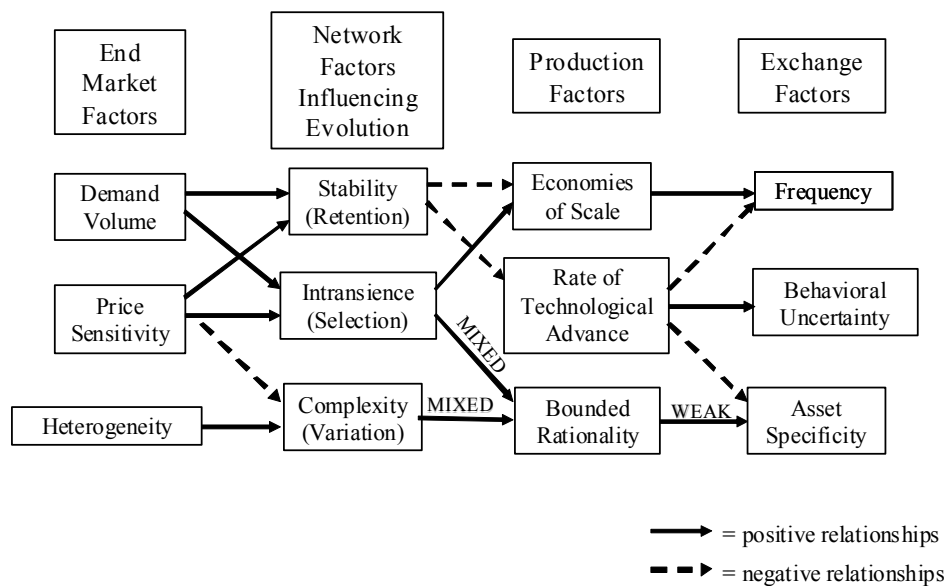 End
Market
Factors
Network
Factors
Influencing
Evolution
Production
Factors
Exchange
Factors
Demand
Volume
Stability
(Retention)
Economies
of Scale
Frequency
Price
Sensitivity
Intransience
(Selection)
Rate of
Technological
Advance
Behavioral
Uncertainty
MIXED
Heterogeneity
Complexity
(Variation)
MIXED
Bounded
Rationality
WEAK
Asset
Specificity
= positive relationships
= negative relationships